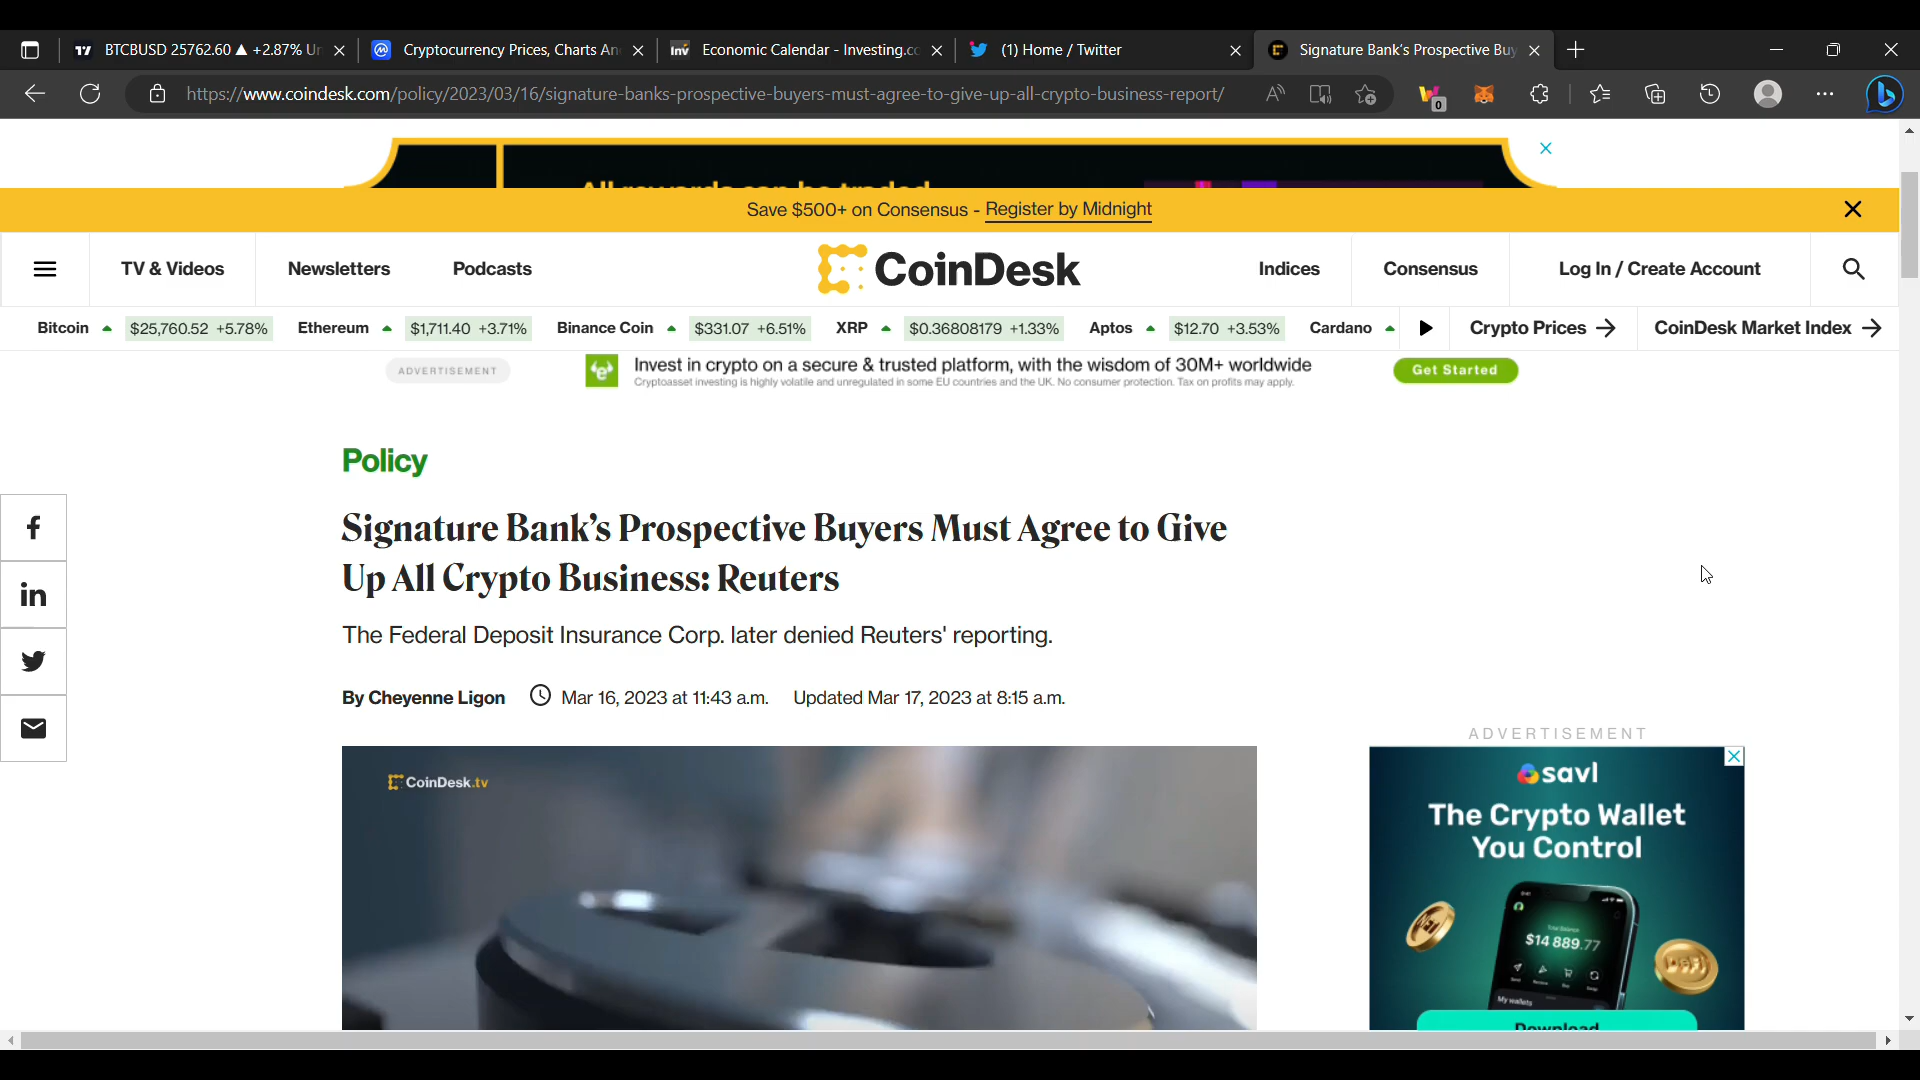 BTCBUSD 25762.60 ▲ +2.87% Ur
Cryptocurrency Prices, Charts An
Economic Calendar - Investing.co
(1) Home / Twitter
Signature Bank's Prospective Buy
https://www.coindesk.com/policy/2023/03/16/signature-banks-prospective-buyers-must-agree-to-give-up-all-crypto-business-report/
0
Save $500+ on Consensus - Register by Midnight
TV & Videos
Newsletters
Podcasts
CoinDesk
Indices
Consensus
Log In / Create Account
Bitcoin $25,760.52 +5.78% Ethereum $1,711.40 +3.71% Binance Coin $331.07 +6.51% XRP $0.36808179 +1.33% Aptos $12.70 +3.53% Cardano
Crypto Prices →
CoinDesk Market Index →
ADVERTISEMENT
Invest in crypto on a secure & trusted platform, with the wisdom of 30M+ worldwide
Cryptoasset investing is highly volatile and unregulated in some EU countries and the UK. No consumer protection. Tax on profits may apply.
Get Started
Policy
Signature Bank's Prospective Buyers Must Agree to Give
Up All Crypto Business: Reuters
The Federal Deposit Insurance Corp. later denied Reuters' reporting.
By Cheyenne Ligon Mar 16, 2023 at 11:43 a.m. Updated Mar 17, 2023 at 8:15 a.m.
CoinDesk.tv
ADVERTISEMENT
savl
The Crypto Wallet
You Control
Total Balance
$14 889.77
My wallets
Download